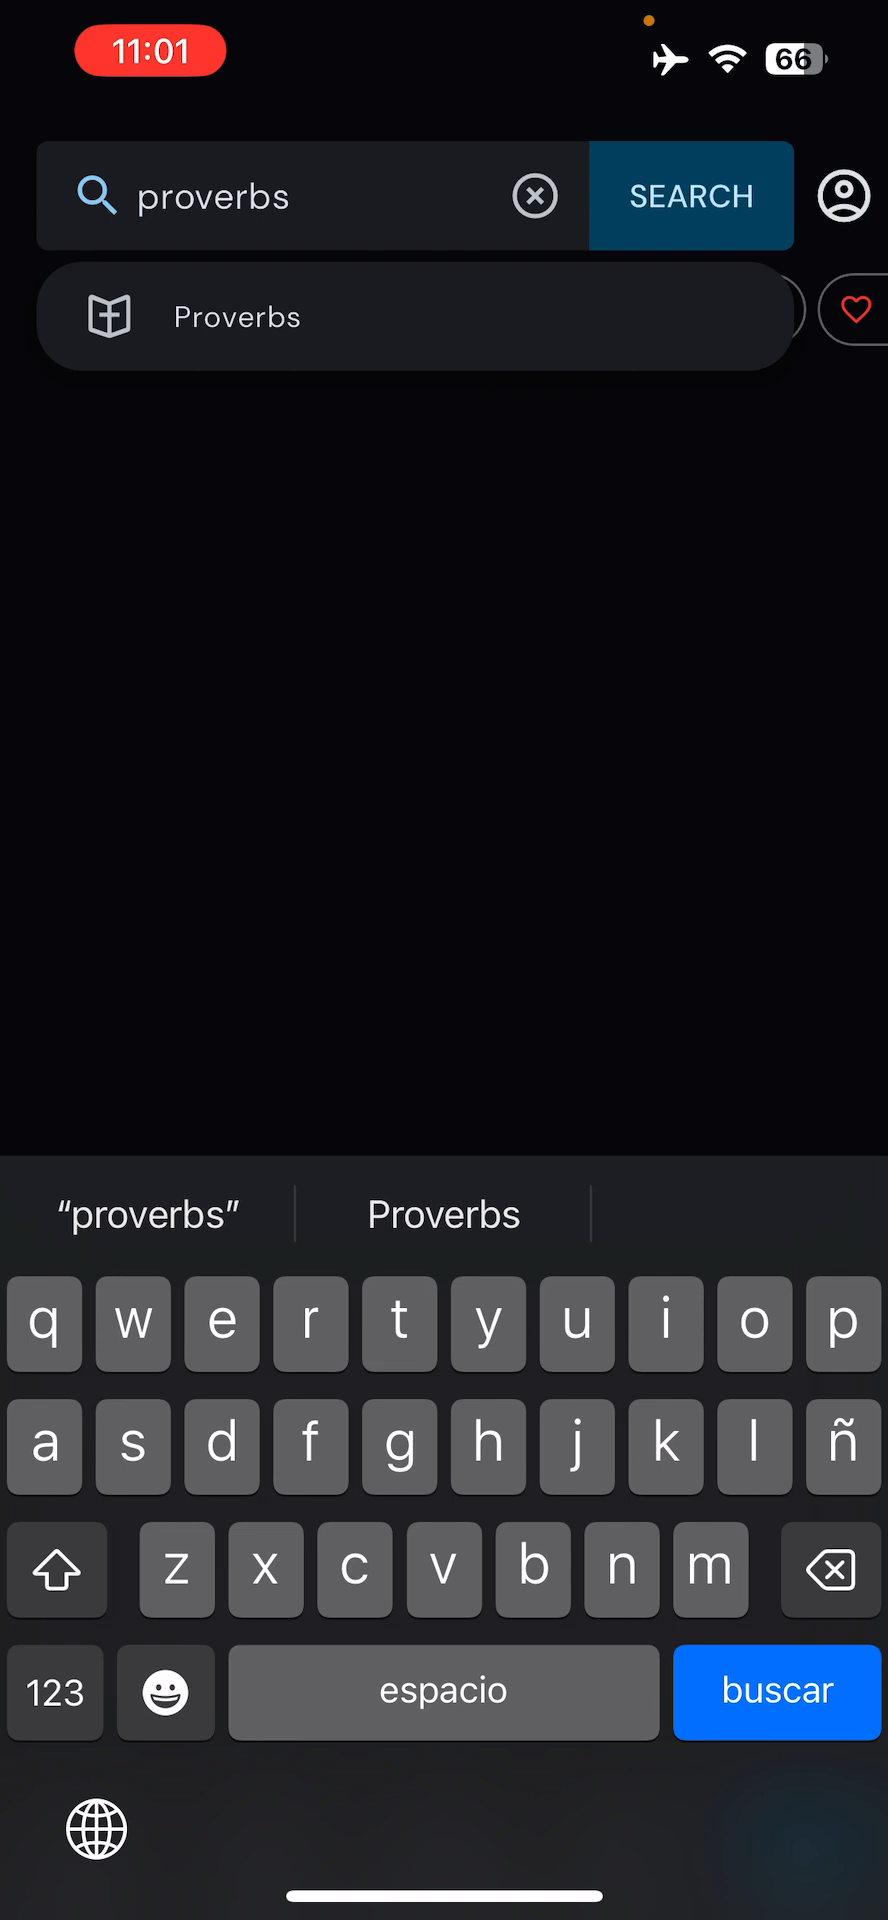 11:01
66
proverbs
SEARCH
Proverbs
“proverbs”
Proverbs
q w e r t y u i o p
a s d f g h j k l ñ
z x c v b n m
123
espacio
buscar